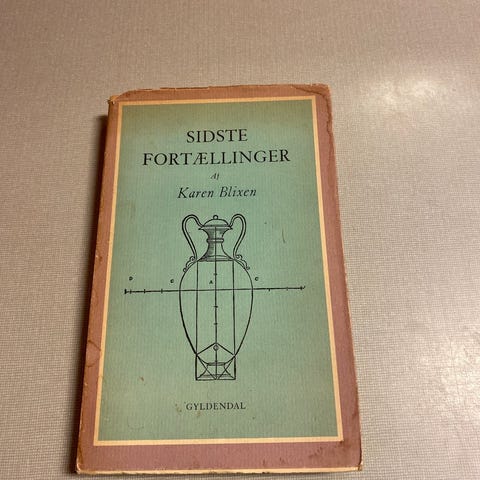 SIDSTE
FORTÆLLINGER
Af
Karen Blixen
D C A C
GYLDENDAL